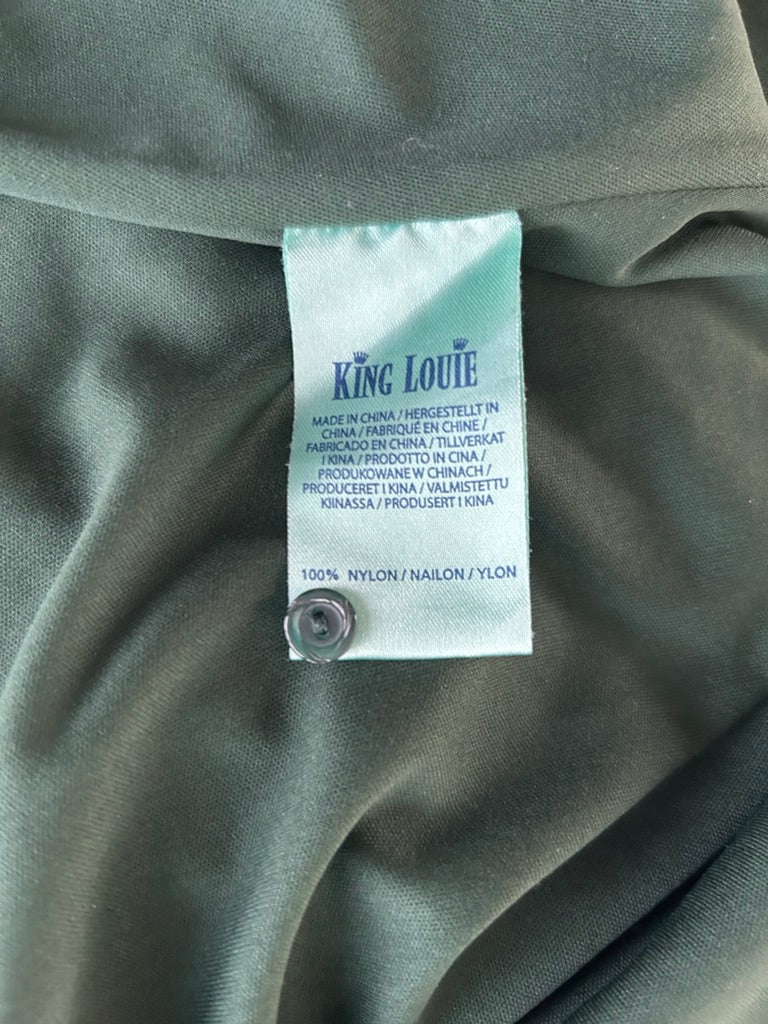 KING LOUIE
MADE IN CHINA / HERGESTELLT IN
CHINA / FABRIQUÉ EN CHINE /
FABRICADO EN CHINA / TILLVERKAT
I KINA / PRODOTTO IN CINA /
PRODUKOWANE W CHINACH /
PRODUCERET I KINA / VALMISTETTU
KIINASSA / PRODUSERT I KINA
100% NYLON / NAILON / YLON